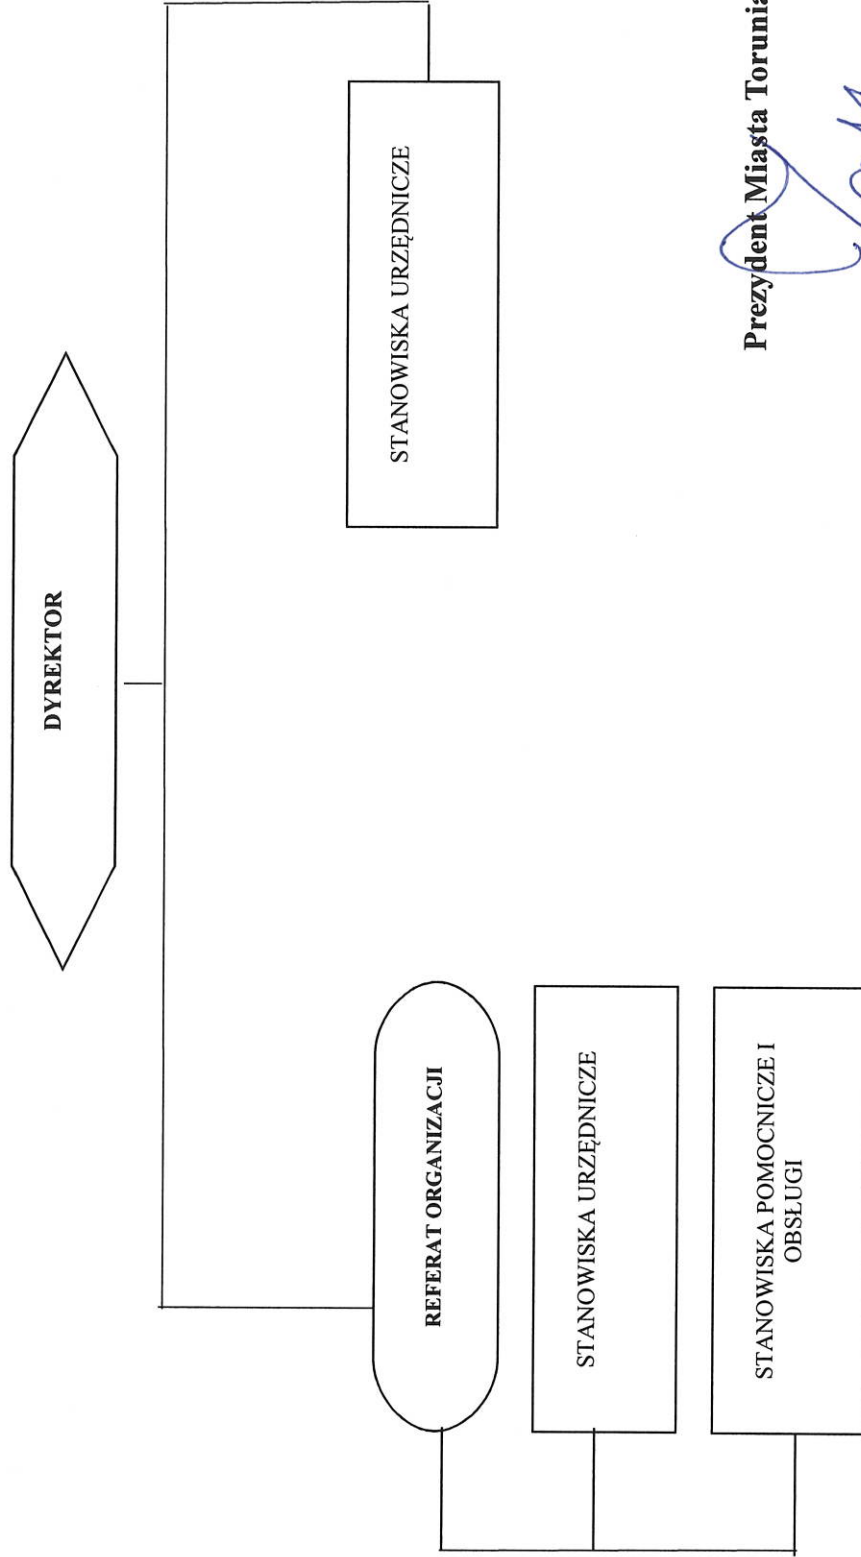 DYREKTOR
REFERAT ORGANIZACJI
STANOWISKA URZĘDNICZE
STANOWISKA POMOCNICZE I
OBSŁUGI
STANOWISKA URZĘDNICZE
Prezydent Miasta Torunia